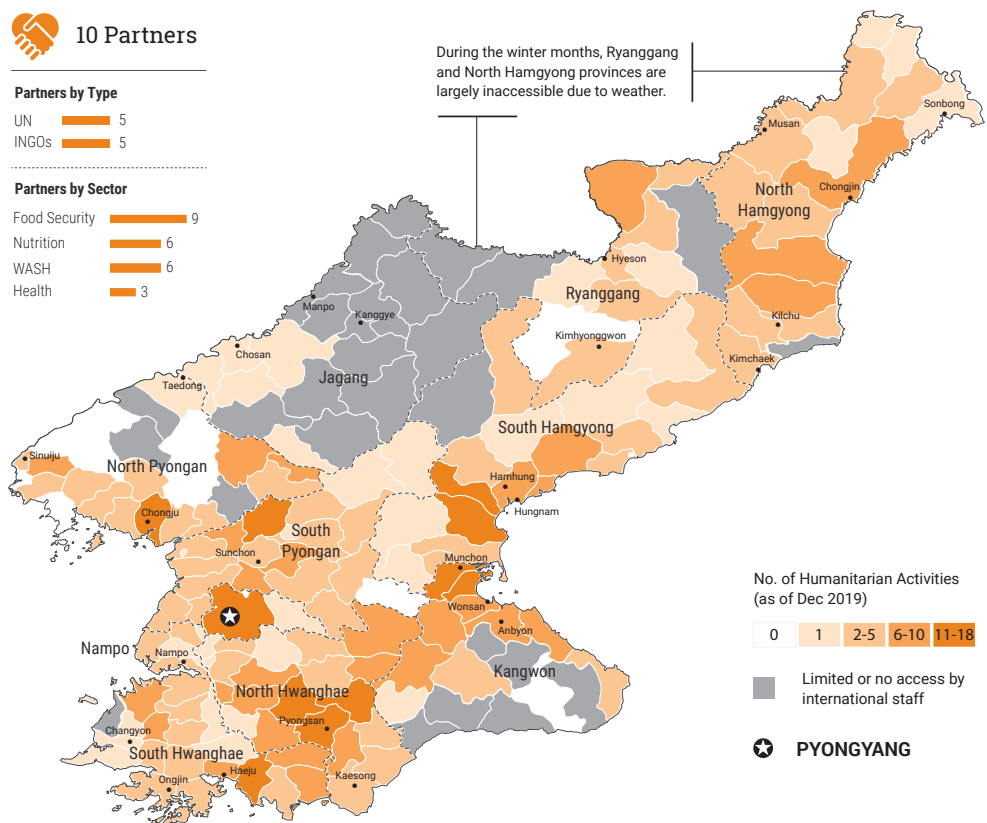 10 Partners
Partners by Type
UN 5
INGOs 5
Partners by Sector
Food Security 9
Nutrition 6
WASH 6
Health 3
During the winter months, Ryanggang
and North Hamgyong provinces are
largely inaccessible due to weather.
Sonbong
Musan
North
Hamgyong
Chongjin
Hyeson
Ryanggang
Manpo
Kanggye
Kilchu
Kimhyonggwon
Chosan
Kimchaek
Jagang
Taedong
South Hamgyong
Sinuiju
North Pyongan
Hamhung
Hungnam
Chongju
South
Pyongan
Sunchon
Munchon
Wonsan
Anbyon
Nampo
Nampo
Kangwon
North Hwanghae
Pyongsan
Changyon
South Hwanghae
Haeju
Ongjin
Kaesong
No. of Humanitarian Activities
(as of Dec 2019)
0 1 2-5 6-10 11-18
Limited or no access by
international staff
PYONGYANG